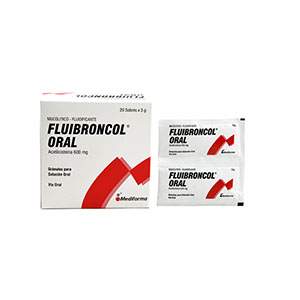 MUCOLITICO - FLUIDIFICANTE
20 Sobres x 3 g
FLUIBRONCOL®
ORAL
Acetilcisteína 600 mg
Gránulos para
Solución Oral
Vía Oral
Medifarma
FLUIBRONCOL
ORAL
FLUIBRONCOL
ORAL